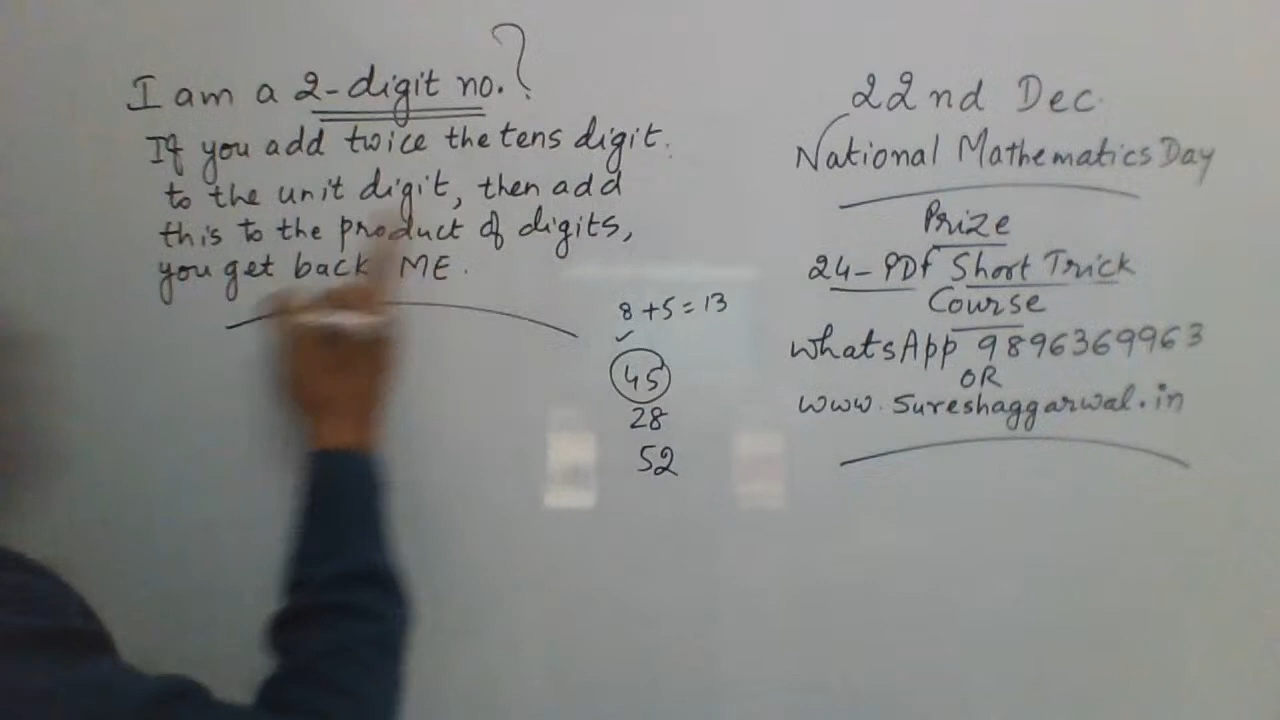 I am a 2-digit no. ?
If you add twice the tens digit
to the unit digit, then add
this to the product of digits,
you get back ME.
8 + 5 = 13
✓
45
28
52
22nd Dec.
National Mathematics Day
Prize
24-PDf Short Trick
Course
WhatsApp 9896369963
OR
www.sureshaggarwal.in